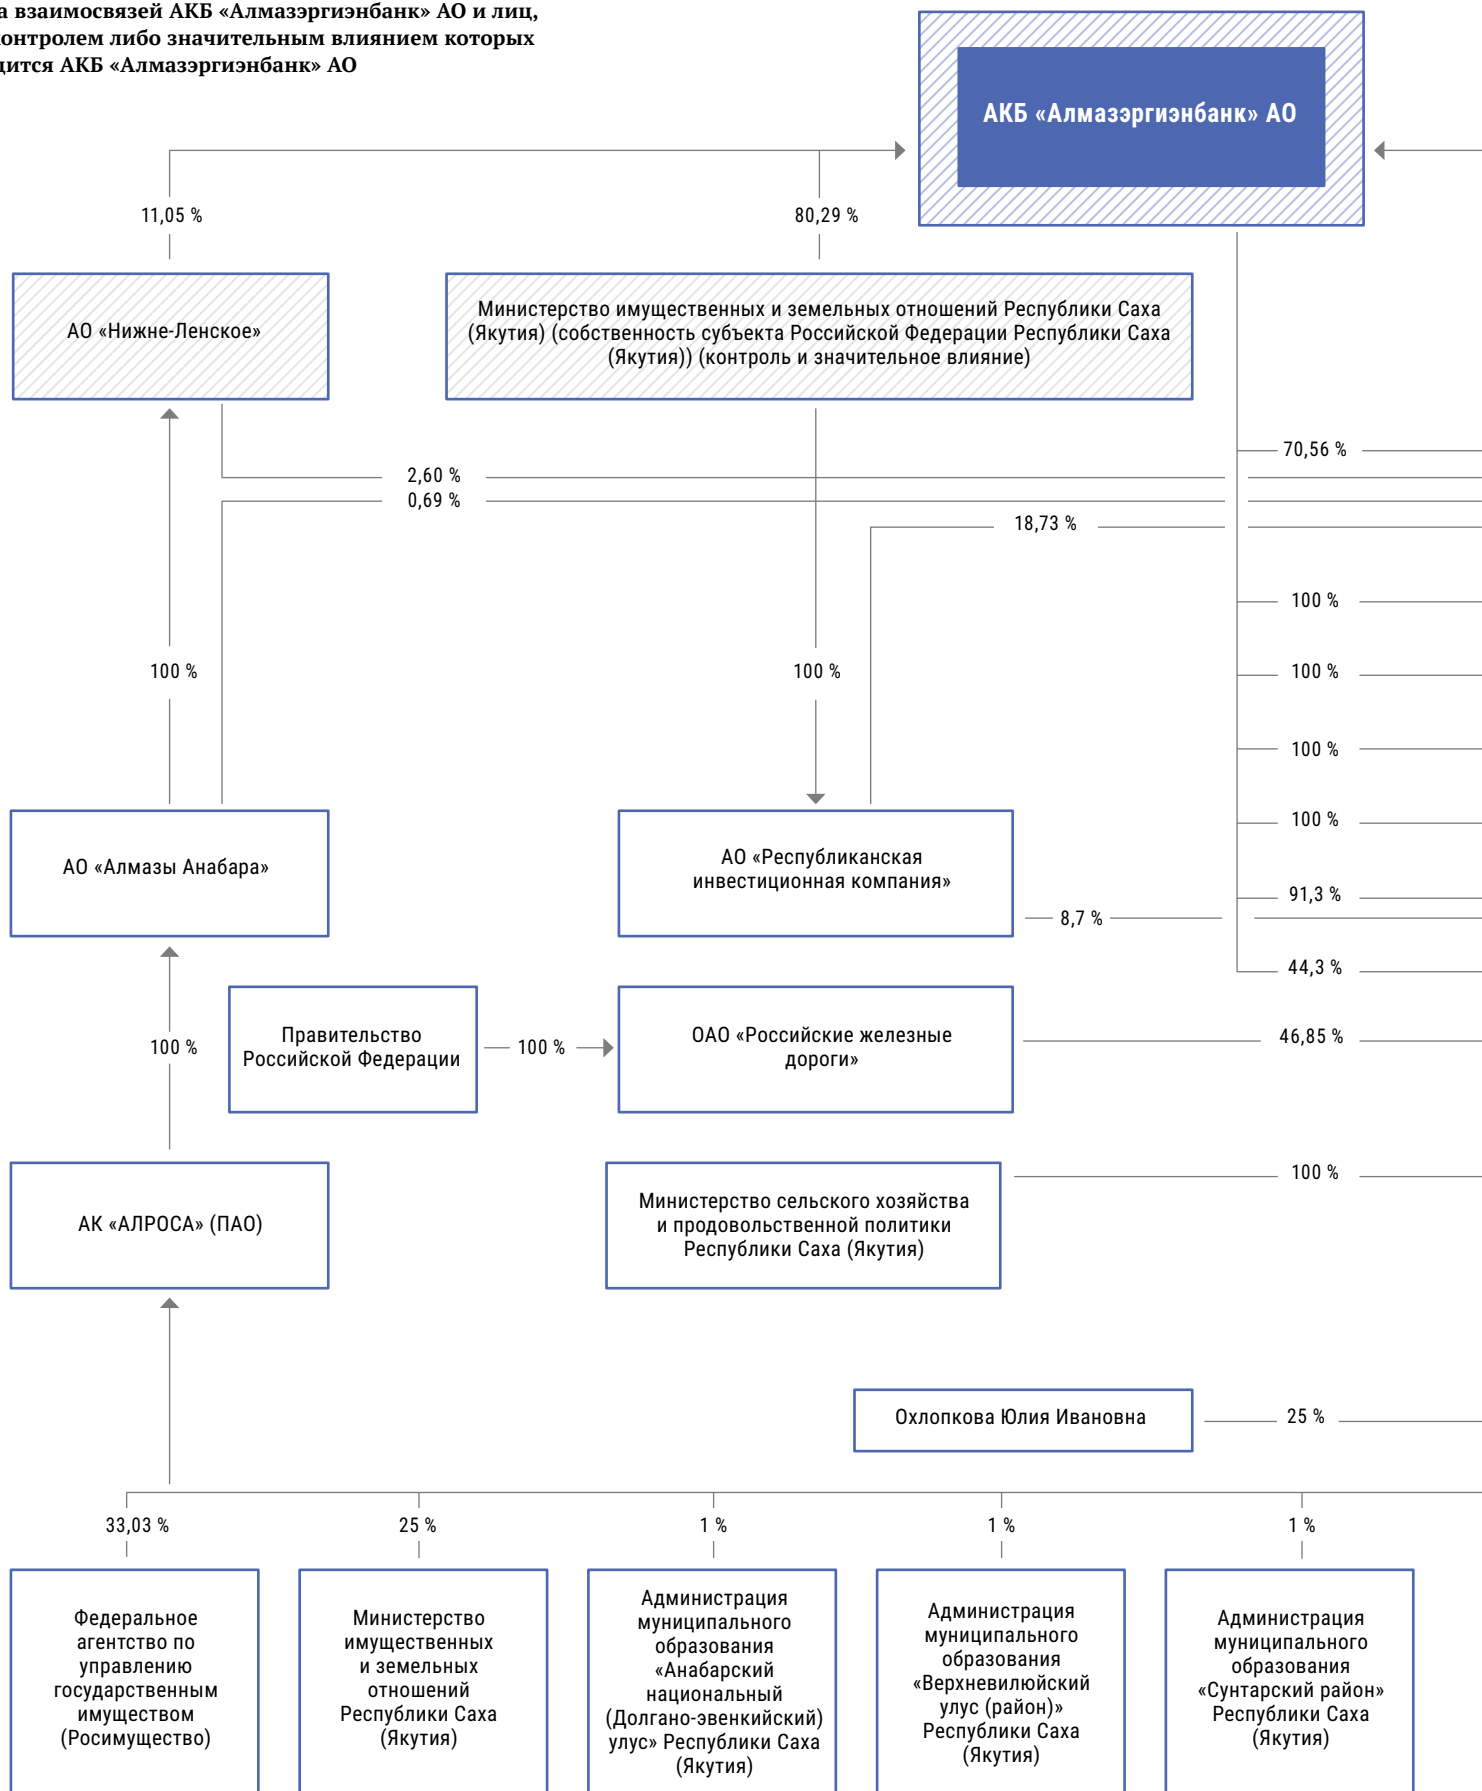 а взаимосвязей АКБ «Алмазэргиэнбанк» АО и лиц,
контролем либо значительным влиянием которых
дится АКБ «Алмазэргиэнбанк» АО
АКБ «Алмазэргиэнбанк» АО
11,05 %
80,29 %
АО «Нижне-Ленское»
Министерство имущественных и земельных отношений Республики Саха
(Якутия) (собственность субъекта Российской Федерации Республики Саха
(Якутия)) (контроль и значительное влияние)
70,56 %
2,60 %
0,69 %
18,73 %
100 %
100 %
100 %
100 %
100 %
100 %
АО «Алмазы Анабара»
АО «Республиканская
инвестиционная компания»
91,3 %
8,7 %
44,3 %
100 %
Правительство
Российской Федерации
100 %
ОАО «Российские железные
дороги»
46,85 %
АК «АЛРОСА» (ПАО)
Министерство сельского хозяйства
и продовольственной политики
Республики Саха (Якутия)
100 %
Охлопкова Юлия Ивановна
25 %
33,03 %
25 %
1 %
1 %
1 %
Федеральное
агентство по
управлению
государственным
имуществом
(Росимущество)
Министерство
имущественных
и земельных
отношений
Республики Саха
(Якутия)
Администрация
муниципального
образования
«Анабарский
национальный
(Долгано-эвенкийский)
улус» Республики Саха
(Якутия)
Администрация
муниципального
образования
«Верхневилюйский
улус (район)»
Республики Саха
(Якутия)
Администрация
муниципального
образования
«Сунтарский район»
Республики Саха
(Якутия)